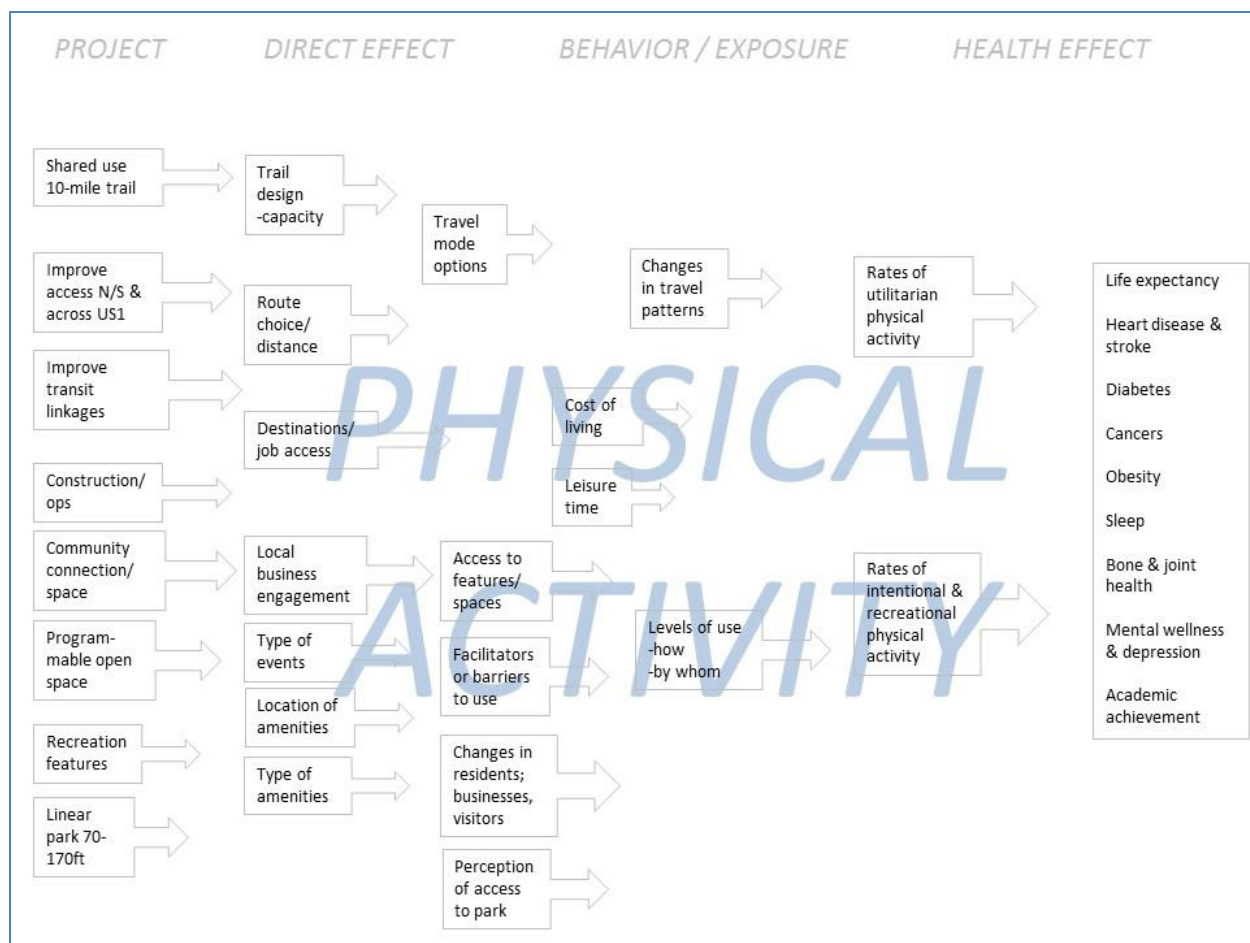 PROJECT
DIRECT EFFECT
BEHAVIOR / EXPOSURE
HEALTH EFFECT
Shared use
10-mile trail
Improve
access N/S &
across US1
Improve
transit
linkages
Construction/
ops
Community
connection/
space
Program-
mable open
space
Recreation
features
Linear
park 70-
170ft
Trail
design
-capacity
Route
choice/
distance
Destinations/
job access
Local
business
engagement
Type of
events
Location of
amenities
Type of
amenities
Travel
mode
options
Access to
features/
spaces
Facilitators
or barriers
to use
Changes in
residents;
businesses,
visitors
Perception
of access
to park
Changes
in travel
patterns
Cost of
living
Leisure
time
Levels of use
-how
-by whom
Rates of
utilitarian
physical
activity
Rates of
intentional &
recreational
physical
activity
Life expectancy
Heart disease &
stroke
Diabetes
Cancers
Obesity
Sleep
Bone & joint
health
Mental wellness
& depression
Academic
achievement
PHYSICAL
ACTIVITY